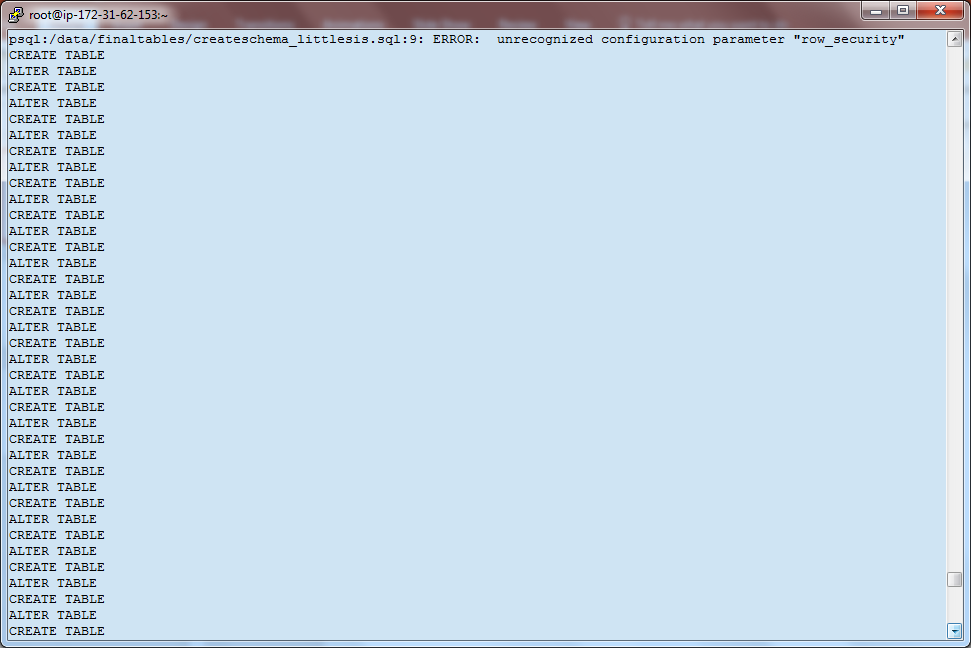 root@ip-172-31-62-153:~
psql:/data/finaltables/createschema_littlesis.sql:9: ERROR:  unrecognized configuration parameter "row_security"
CREATE TABLE
ALTER TABLE
CREATE TABLE
ALTER TABLE
CREATE TABLE
ALTER TABLE
CREATE TABLE
ALTER TABLE
CREATE TABLE
ALTER TABLE
CREATE TABLE
ALTER TABLE
CREATE TABLE
ALTER TABLE
CREATE TABLE
ALTER TABLE
CREATE TABLE
ALTER TABLE
CREATE TABLE
ALTER TABLE
CREATE TABLE
ALTER TABLE
CREATE TABLE
ALTER TABLE
CREATE TABLE
ALTER TABLE
CREATE TABLE
ALTER TABLE
CREATE TABLE
ALTER TABLE
CREATE TABLE
ALTER TABLE
CREATE TABLE
ALTER TABLE
CREATE TABLE
ALTER TABLE
CREATE TABLE